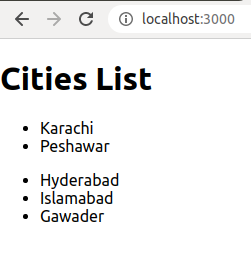 localhost:3000
Cities List
Karachi
Peshawar
Hyderabad
Islamabad
Gawader